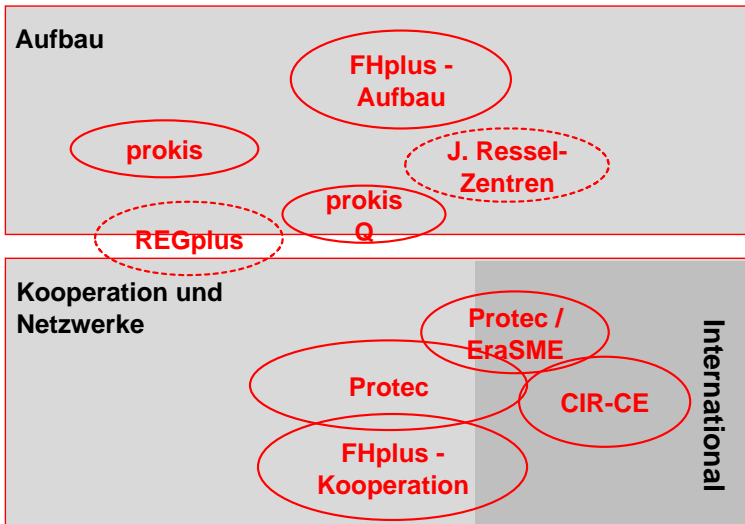 Aufbau
FHplus -
Aufbau
prokis
J. Ressel-
Zentren
prokis
Q
REGplus
Kooperation und
Netzwerke
Protec /
EraSME
International
Protec
CIR-CE
FHplus -
Kooperation